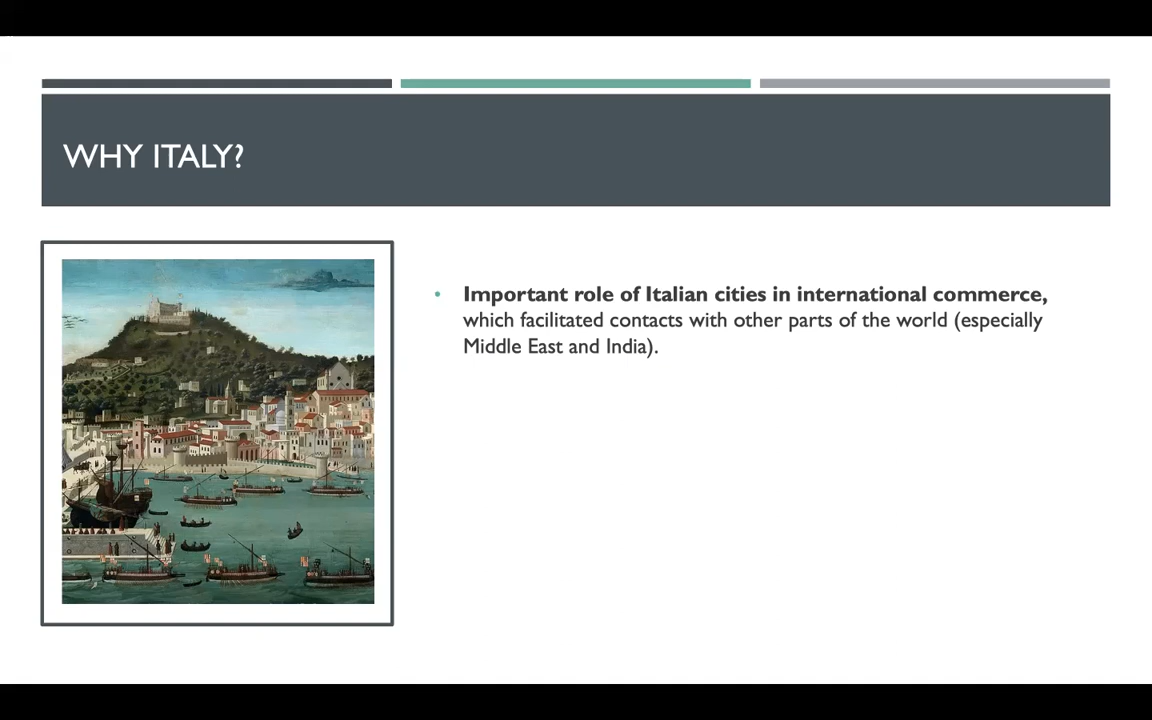 WHY ITALY?
• Important role of Italian cities in international commerce,
which facilitated contacts with other parts of the world (especially
Middle East and India).